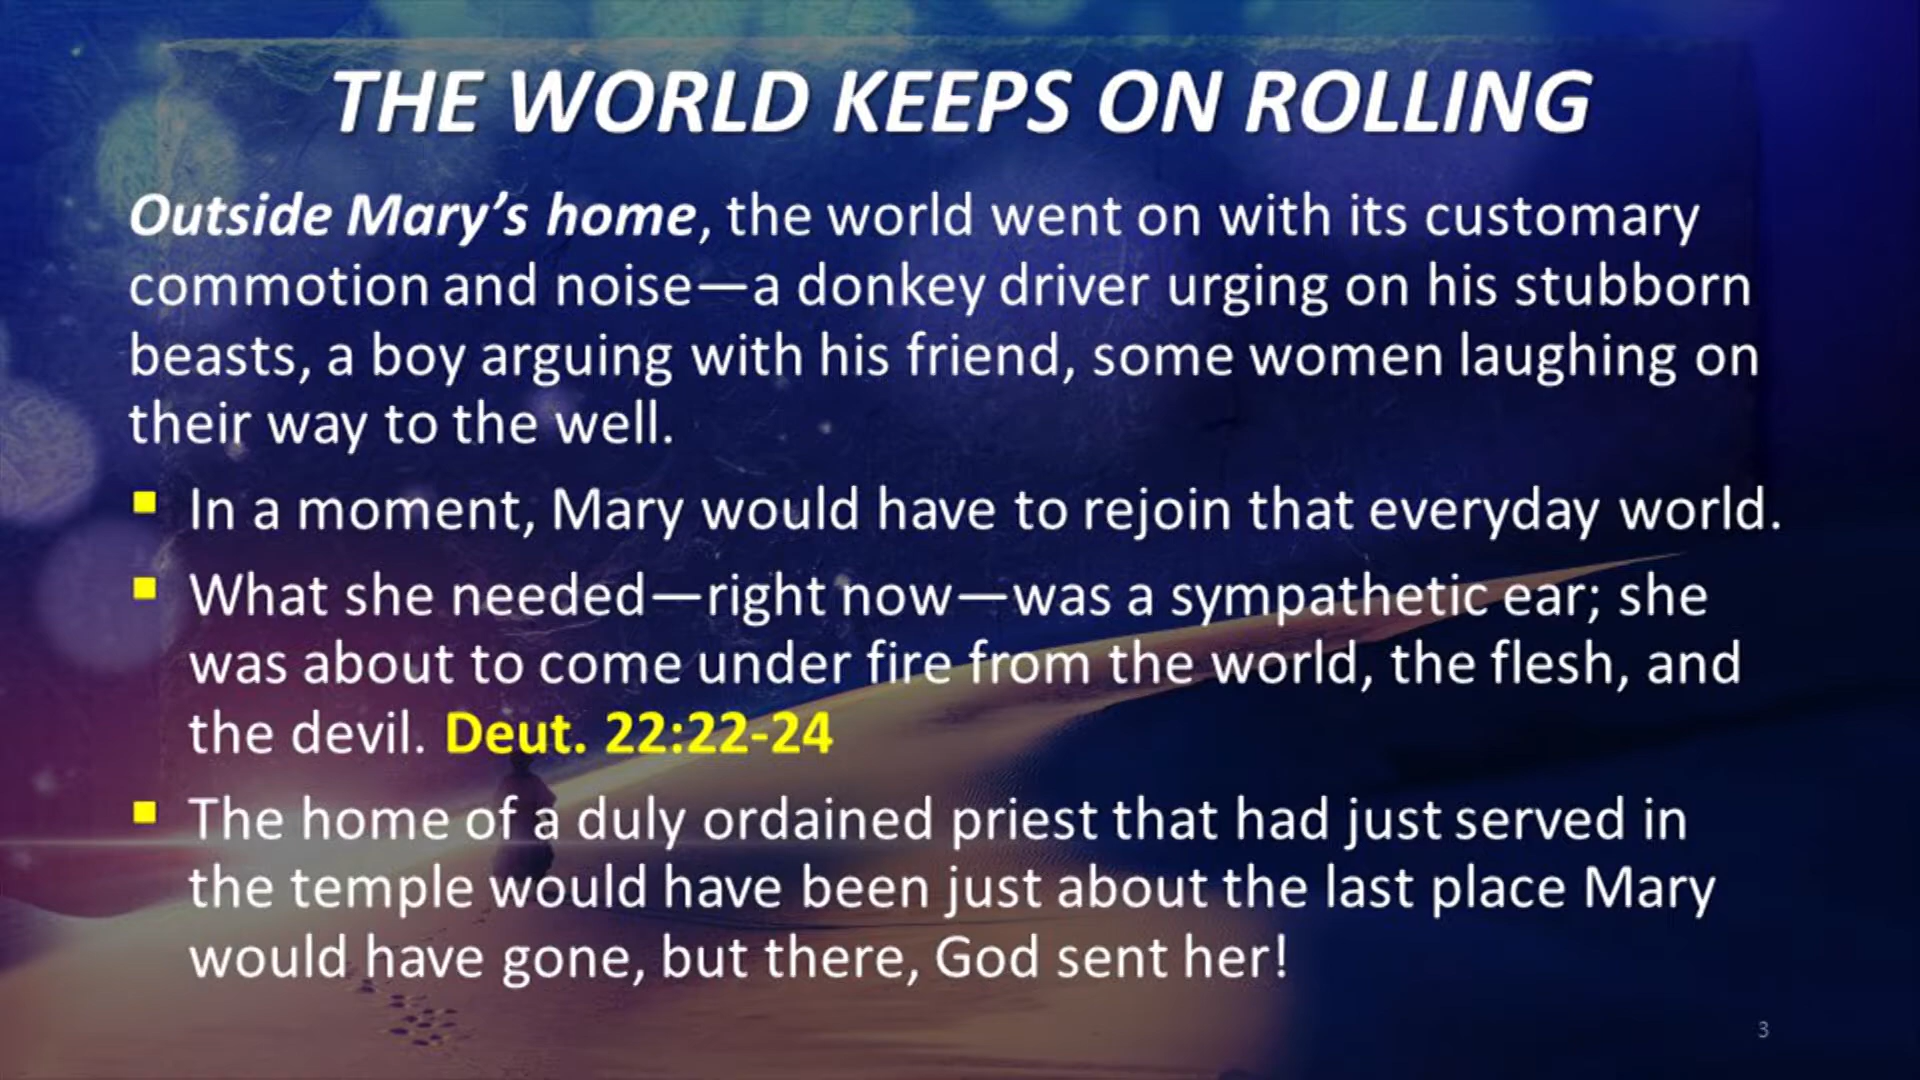 THE WORLD KEEPS ON ROLLING
Outside Mary’s home, the world went on with its customary
commotion and noise—a donkey driver urging on his stubborn
beasts, a boy arguing with his friend, some women laughing on
their way to the well.
In a moment, Mary would have to rejoin that everyday world.
What she needed—right now—was a sympathetic ear; she
was about to come under fire from the world, the flesh, and
the devil. Deut. 22:22-24
The home of a duly ordained priest that had just served in
the temple would have been just about the last place Mary
would have gone, but there, God sent her!
3